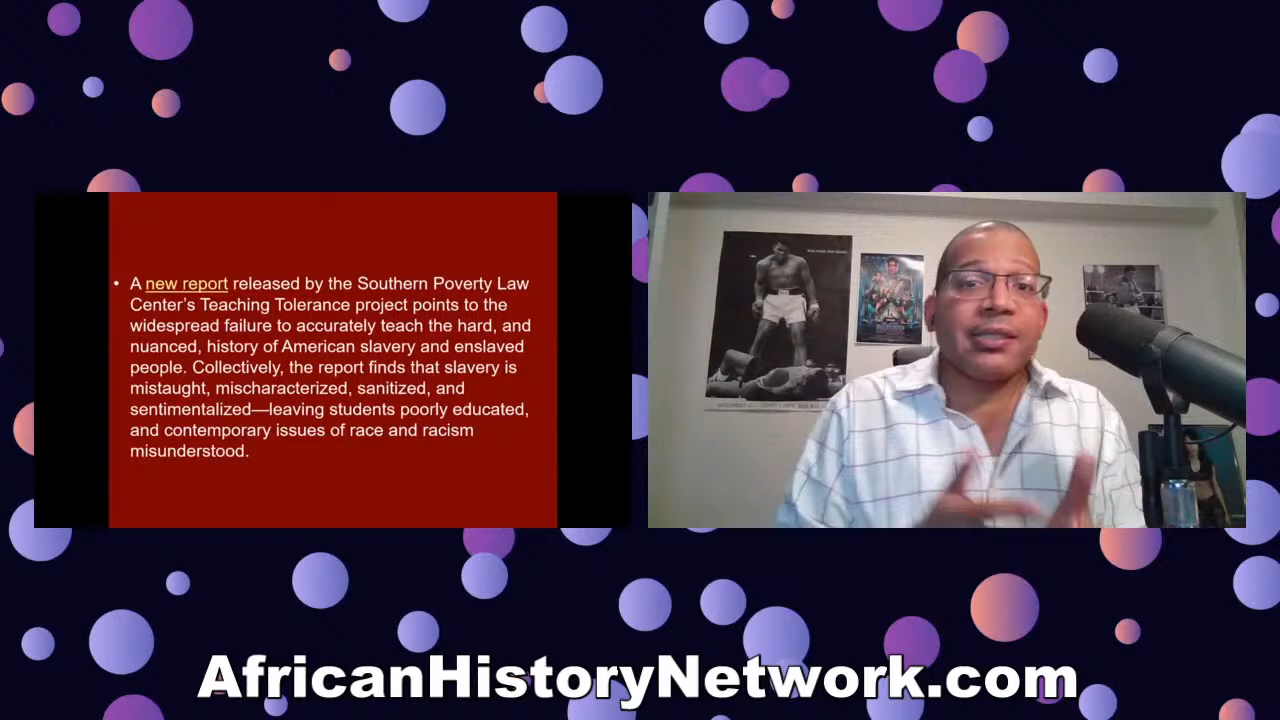 • A new report released by the Southern Poverty Law
Center’s Teaching Tolerance project points to the
widespread failure to accurately teach the hard, and
nuanced, history of American slavery and enslaved
people. Collectively, the report finds that slavery is
mistaught, mischaracterized, sanitized, and
sentimentalized—leaving students poorly educated,
and contemporary issues of race and racism
misunderstood.
AfricanHistoryNetwork.com